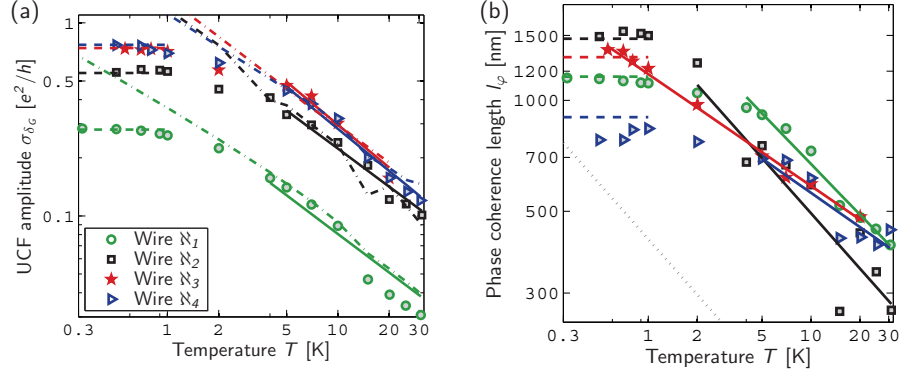 (a)
UCF amplitude σδG [e²/h]
1
0.5
0.1
Wire ℵ1
Wire ℵ2
Wire ℵ3
Wire ℵ4
0.3 1 2 5 10 20 30
Temperature T [K]
(b)
Phase coherence length lφ [nm]
1500
1200
1000
700
500
300
0.3 1 2 5 10 20 30
Temperature T [K]